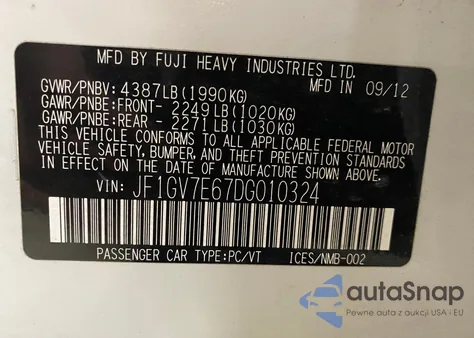 MFD BY FUJI HEAVY INDUSTRIES LTD.
GVWR/PNBV: 4387LB(1990KG) MFD IN 09/12
GAWR/PNBE:FRONT- 2249LB(1020KG)
GAWR/PNBE:REAR - 2271LB(1030KG)
THIS VEHICLE CONFORMS TO ALL APPLICABLE FEDERAL MOTOR
VEHICLE SAFETY, BUMPER, AND THEFT PREVENTION STANDARDS
IN EFFECT ON THE DATE OF MANUFACTURE SHOWN ABOVE.
VIN: JF1GV7E67DG010324
PASSENGER CAR TYPE:PC/VT ICES/NMB-002
autoSnap
Pewne auta z aukcji USA - EU